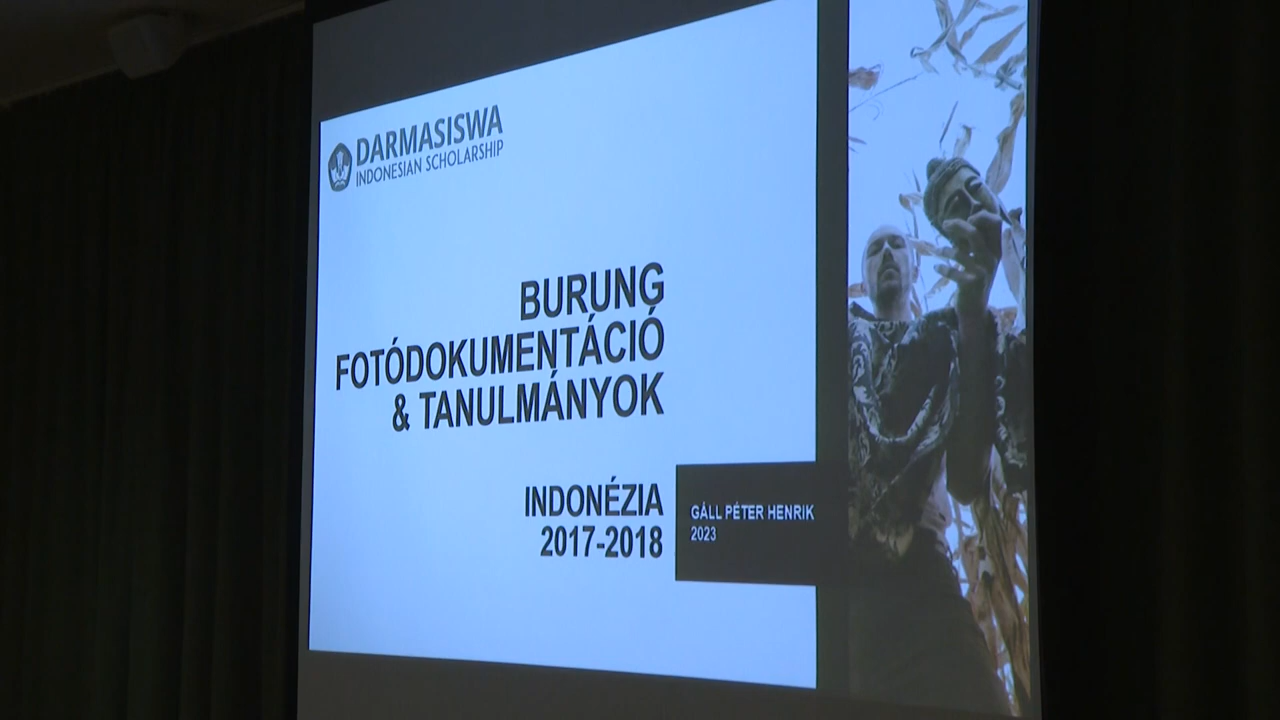 DARMASISWA
INDONESIAN SCHOLARSHIP
BURUNG
FOTÓDOKUMENTÁCIÓ
& TANULMÁNYOK
INDONÉZIA
2017-2018
GÁLL PÉTER HENRIK
2023